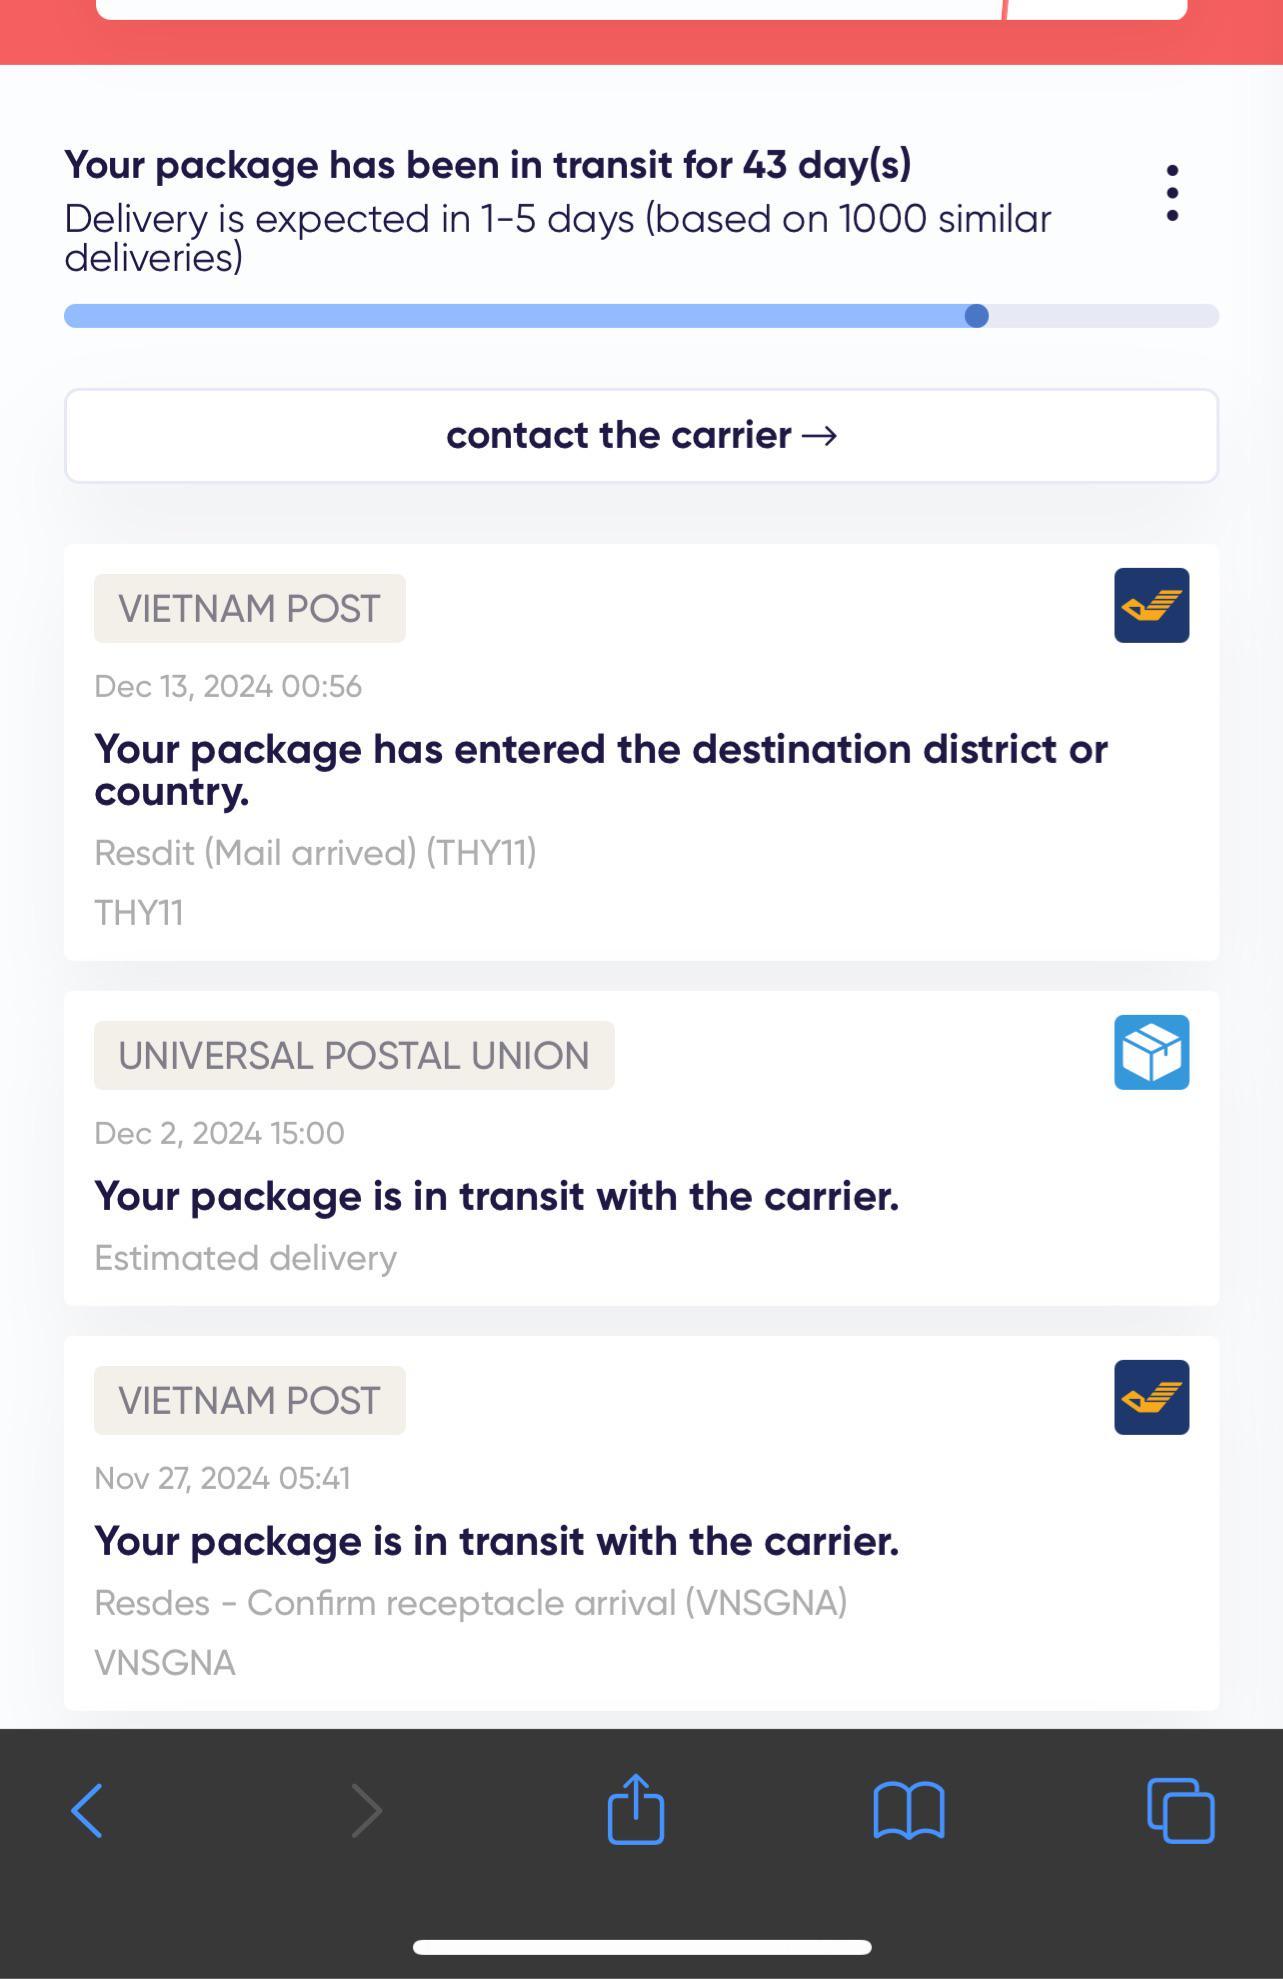 Your package has been in transit for 43 day(s)
Delivery is expected in 1-5 days (based on 1000 similar
deliveries)
contact the carrier →
VIETNAM POST
Dec 13, 2024 00:56
Your package has entered the destination district or
country.
Resdit (Mail arrived) (THY11)
THY11
UNIVERSAL POSTAL UNION
Dec 2, 2024 15:00
Your package is in transit with the carrier.
Estimated delivery
VIETNAM POST
Nov 27, 2024 05:41
Your package is in transit with the carrier.
Resdes - Confirm receptacle arrival (VNSGNA)
VNSGNA